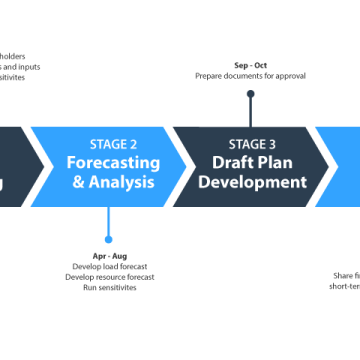 holders
s and inputs
sitivites
Sep - Oct
Prepare documents for approval
g
STAGE 2
Forecasting
& Analysis
STAGE 3
Draft Plan
Development
Apr - Aug
Develop load forecast
Develop resource forecast
Run sensitivites
Share fi
short-ter